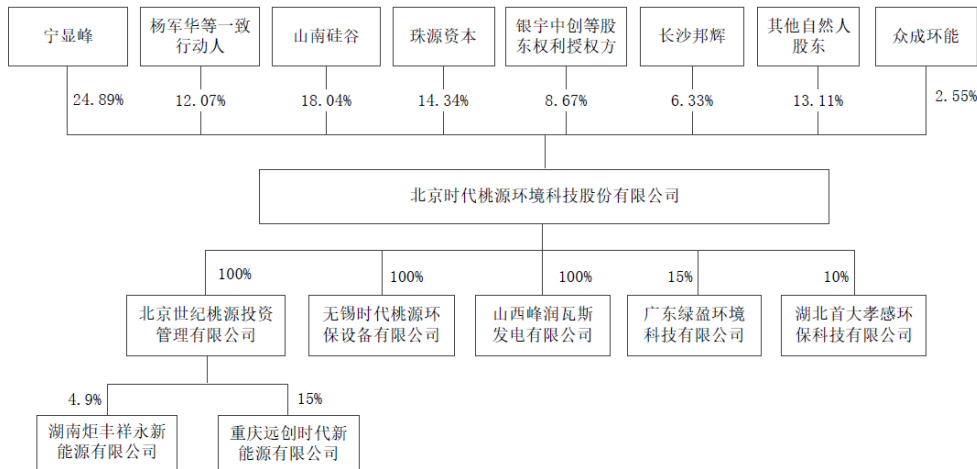 宁显峰
杨军华等一致
行动人
山南硅谷
珠源资本
银宇中创等股
东权利授权方
长沙邦辉
其他自然人
股东
众成环能
24.89%
12.07%
18.04%
14.34%
8.67%
6.33%
13.11%
2.55%
北京时代桃源环境科技股份有限公司
100%
100%
100%
15%
10%
北京世纪桃源投资
管理有限公司
无锡时代桃源环
保设备有限公司
山西峰润瓦斯
发电有限公司
广东绿盈环境
科技有限公司
湖北首大孝感环
保科技有限公司
4.9%
15%
湖南炬丰祥永新
能源有限公司
重庆远创时代新
能源有限公司